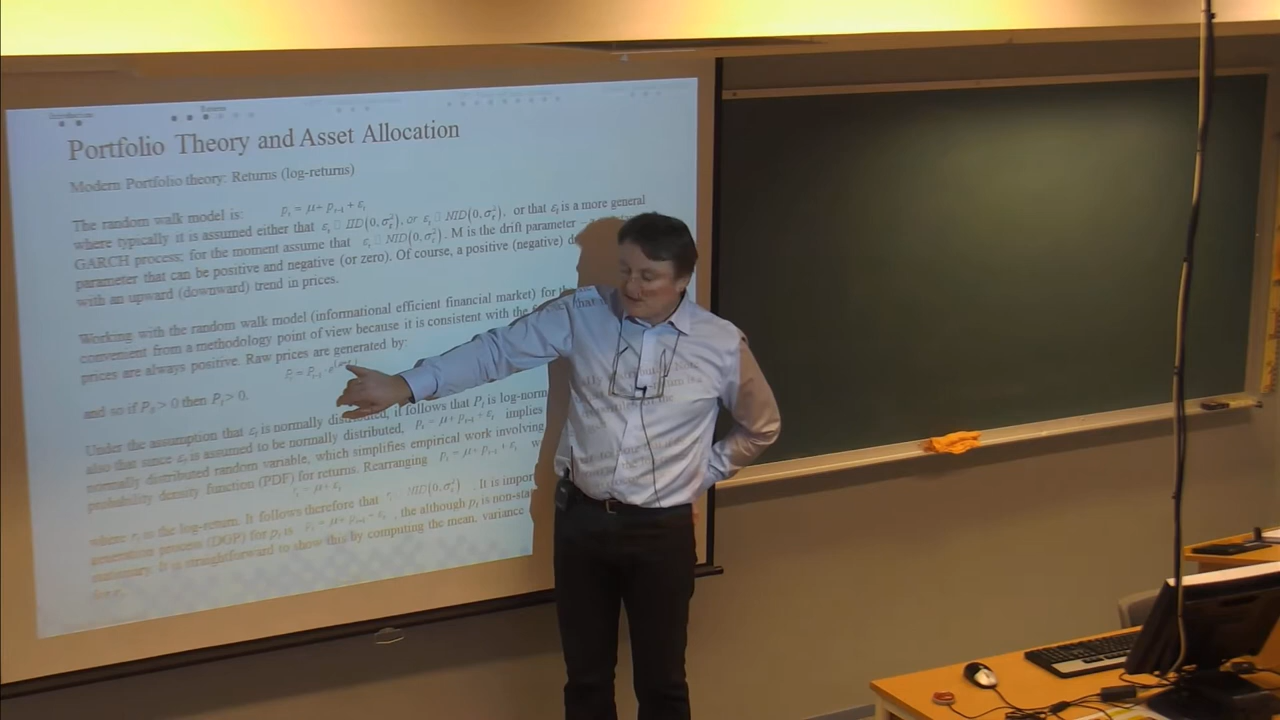 Introduction Returns
Portfolio Theory and Asset Allocation
Modern Portfolio theory: Returns (log-returns)
The random walk model is: pₜ = μ + pₜ₋₁ + εₜ
where typically it is assumed either that εₜ ▯ IID(0,σ²ε), or εₜ ▯ NID(0,σ²ε), or that εₜ is a more general
GARCH process; for the moment assume that εₜ ▯ NID(0,σ²ε). M is the drift parameter – a
parameter that can be positive and negative (or zero). Of course, a positive (negative)
with an upward (downward) trend in prices.
Working with the random walk model (informational efficient financial market) for
convenient from a methodology point of view because it is consistent with the that
prices are always positive. Raw prices are generated by:
Pₜ = Pₜ₋₁ · e
and so if P₀ > 0 then Pₜ > 0.
Under the assumption that εₜ is normally distributed, it follows that Pₜ is log-norm Note
also that since εₜ is assumed to be normally distributed, pₜ = μ + pₜ₋₁ + εₜ implies is a
normally distributed random variable, which simplifies empirical work involving the
probability density function (PDF) for returns. Rearranging pₜ = μ + pₜ₋₁ + εₜ
rₜ = μ + εₜ
where rₜ is the log-return. It follows therefore that rₜ ▯ NID(0,σ²ε). It is impor
generation process (DGP) for pₜ is pₜ = μ + pₜ₋₁ + εₜ, the although pₜ is non-sta
stationary. It is straightforward to show this by computing the mean, variance
for